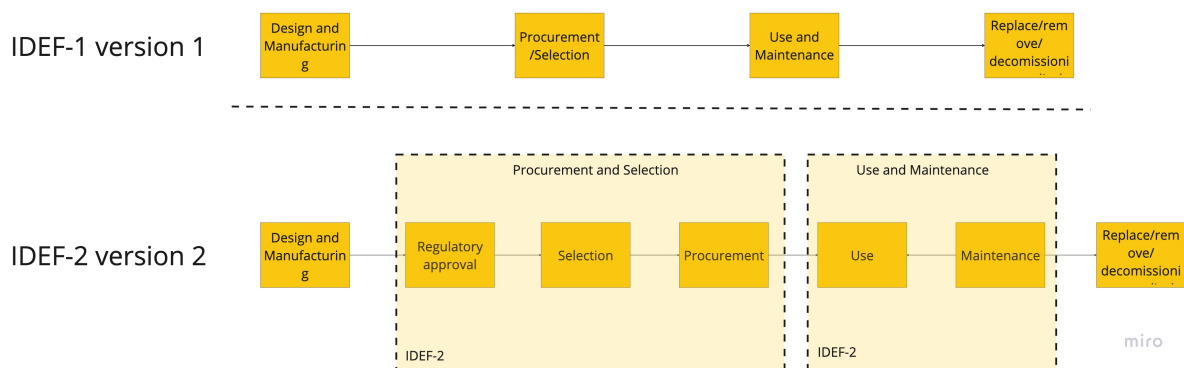 IDEF-1 version 1
Design and
Manufacturin
g
Procurement
/Selection
Use and
Maintenance
Replace/rem
ove/
decomissioni
IDEF-2 version 2
Procurement and Selection
Use and Maintenance
Design and
Manufacturin
g
Regulatory
approval
Selection
Procurement
Use
Maintenance
Replace/rem
ove/
decomissioni
IDEF-2
IDEF-2
miro